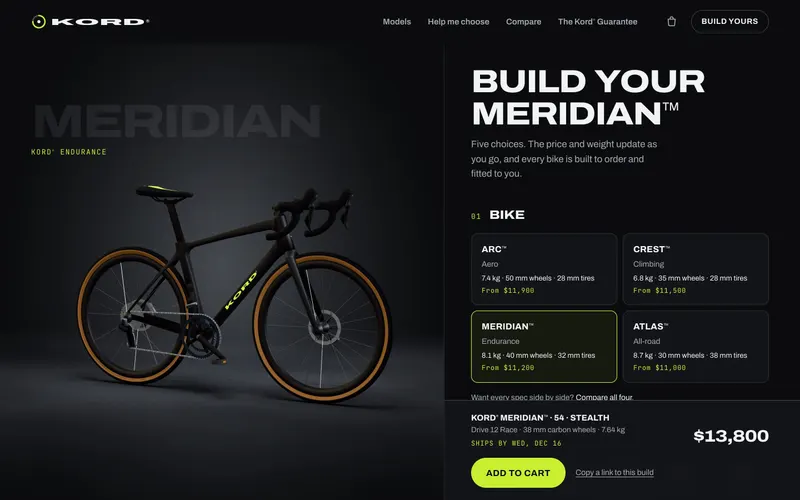 KORD®
Models
Help me choose
Compare
The Kord® Guarantee
BUILD YOURS
MERIDIAN
KORD® ENDURANCE
KORD
BUILD YOUR
MERIDIAN™
Five choices. The price and weight update as
you go, and every bike is built to order and
fitted to you.
01 BIKE
ARC™
Aero
7.4 kg · 50 mm wheels · 28 mm tires
From $11,900
CREST™
Climbing
6.8 kg · 35 mm wheels · 28 mm tires
From $11,500
MERIDIAN™
Endurance
8.1 kg · 40 mm wheels · 32 mm tires
From $11,200
ATLAS™
All-road
8.7 kg · 30 mm wheels · 38 mm tires
From $11,000
Want every spec side by side? Compare all four.
KORD® MERIDIAN™ · 54 · STEALTH
Drive 12 Race · 38 mm carbon wheels · 7.64 kg
SHIPS BY WED, DEC 16
$13,800
ADD TO CART
Copy a link to this build